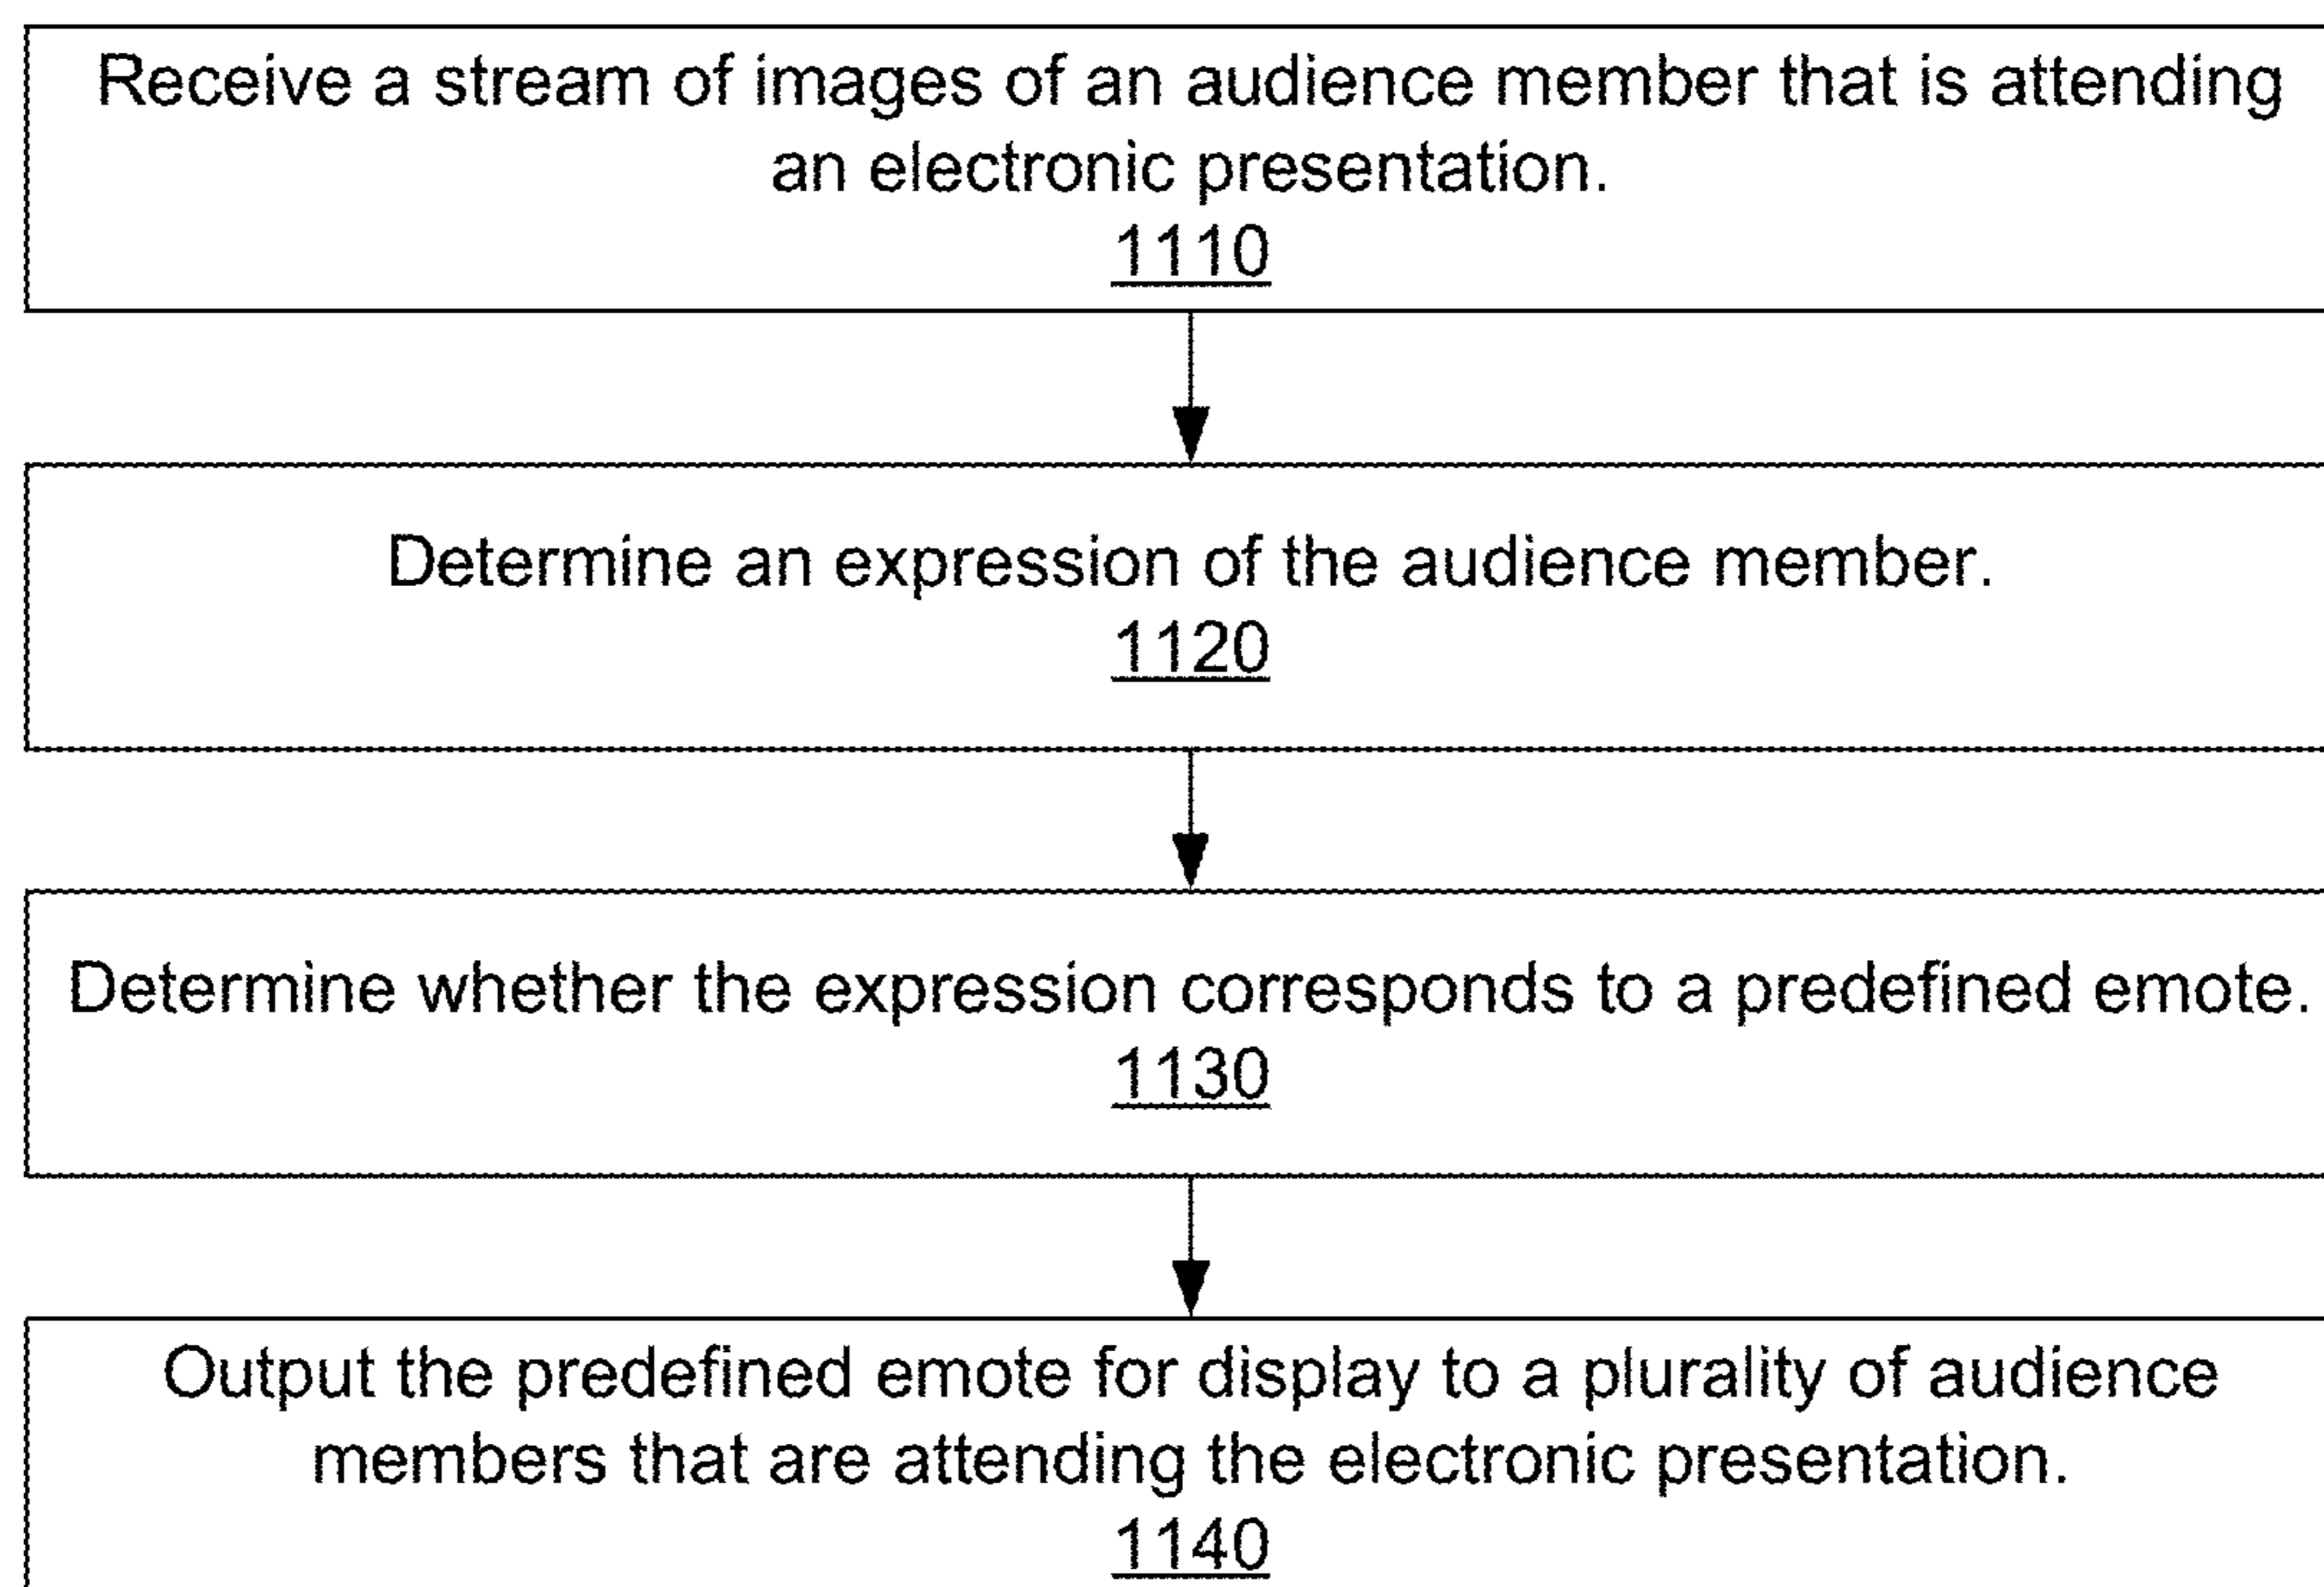 Receive a stream of images of an audience member that is attending
an electronic presentation.
1110
Determine an expression of the audience member.
1120
Determine whether the expression corresponds to a predefined emote.
1130
Output the predefined emote for display to a plurality of audience
members that are attending the electronic presentation.
1140